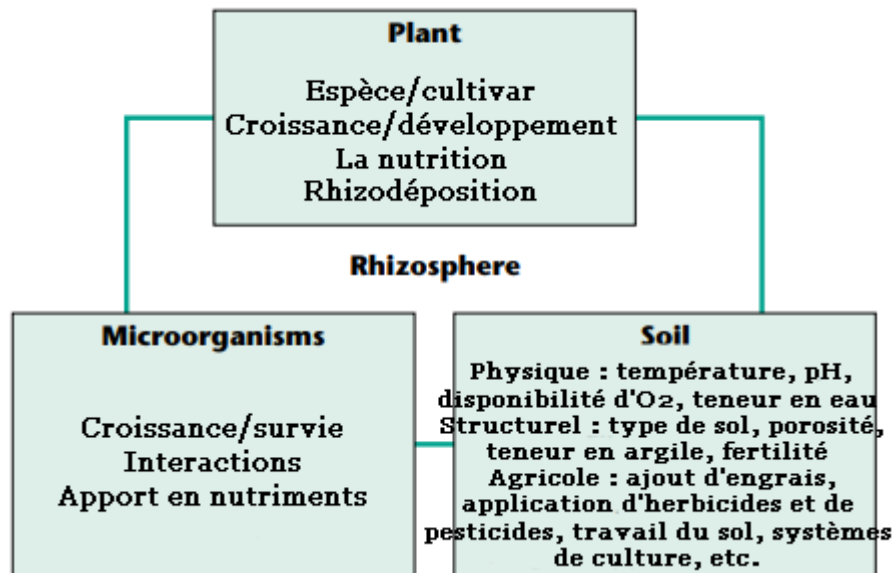 Plant
Espèce/cultivar
Croissance/développement
La nutrition
Rhizodéposition
Rhizosphere
Microorganisms
Croissance/survie
Interactions
Apport en nutriments
Soil
Physique : température, pH,
disponibilité d'O2, teneur en eau
Structurel : type de sol, porosité,
teneur en argile, fertilité
Agricole : ajout d'engrais,
application d'herbicides et de
pesticides, travail du sol, systèmes
de culture, etc.